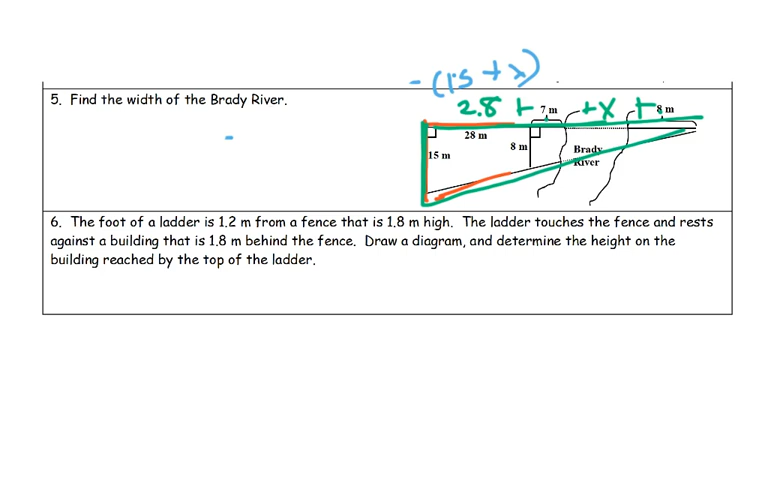 - (15 + x)
5. Find the width of the Brady River.
2.8 + 7 m + x + 8 m
28 m
8 m
15 m
Brady
River
-
6. The foot of a ladder is 1.2 m from a fence that is 1.8 m high. The ladder touches the fence and rests
against a building that is 1.8 m behind the fence. Draw a diagram, and determine the height on the
building reached by the top of the ladder.